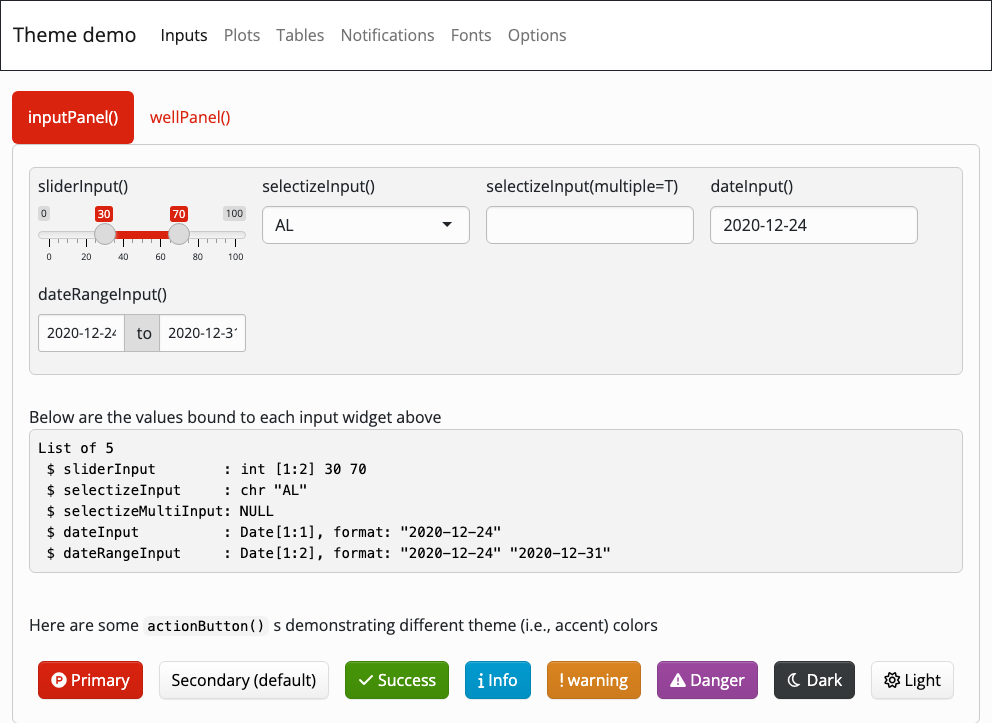 Theme demo Inputs Plots Tables Notifications Fonts Options
inputPanel() wellPanel()
sliderInput() selectizeInput() selectizeInput(multiple=T) dateInput()
0 30 70 100
AL 2020-12-24
0 20 40 60 80 100
dateRangeInput()
2020-12-24 to 2020-12-31
Below are the values bound to each input widget above
List of 5
$ sliderInput : int [1:2] 30 70
$ selectizeInput : chr "AL"
$ selectizeMultiInput: NULL
$ dateInput : Date[1:1], format: "2020-12-24"
$ dateRangeInput : Date[1:2], format: "2020-12-24" "2020-12-31"
Here are some actionButton() s demonstrating different theme (i.e., accent) colors
Primary Secondary (default) Success Info warning Danger Dark Light